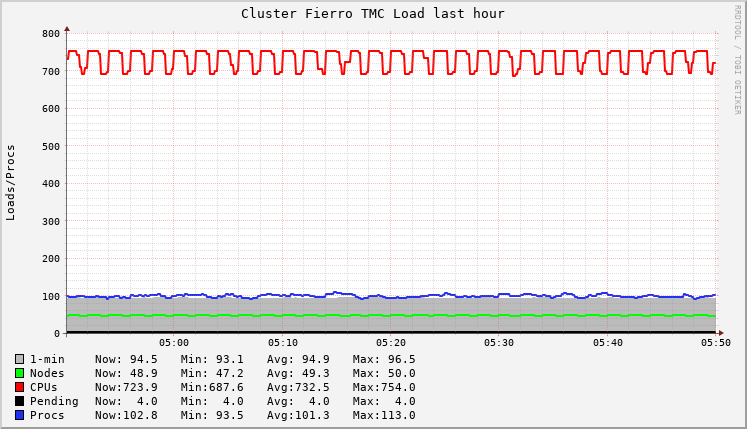 Cluster Fierro TMC Load last hour
RRDTOOL / TOBI OETIKER
Loads/Procs
800
700
600
500
400
300
200
100
0
05:00 05:10 05:20 05:30 05:40 05:50
1-min Now: 94.5 Min: 93.1 Avg: 94.9 Max: 96.5
Nodes Now: 48.9 Min: 47.2 Avg: 49.3 Max: 50.0
CPUs Now:723.9 Min:687.6 Avg:732.5 Max:754.0
Pending Now: 4.0 Min: 4.0 Avg: 4.0 Max: 4.0
Procs Now:102.8 Min: 93.5 Avg:101.3 Max:113.0